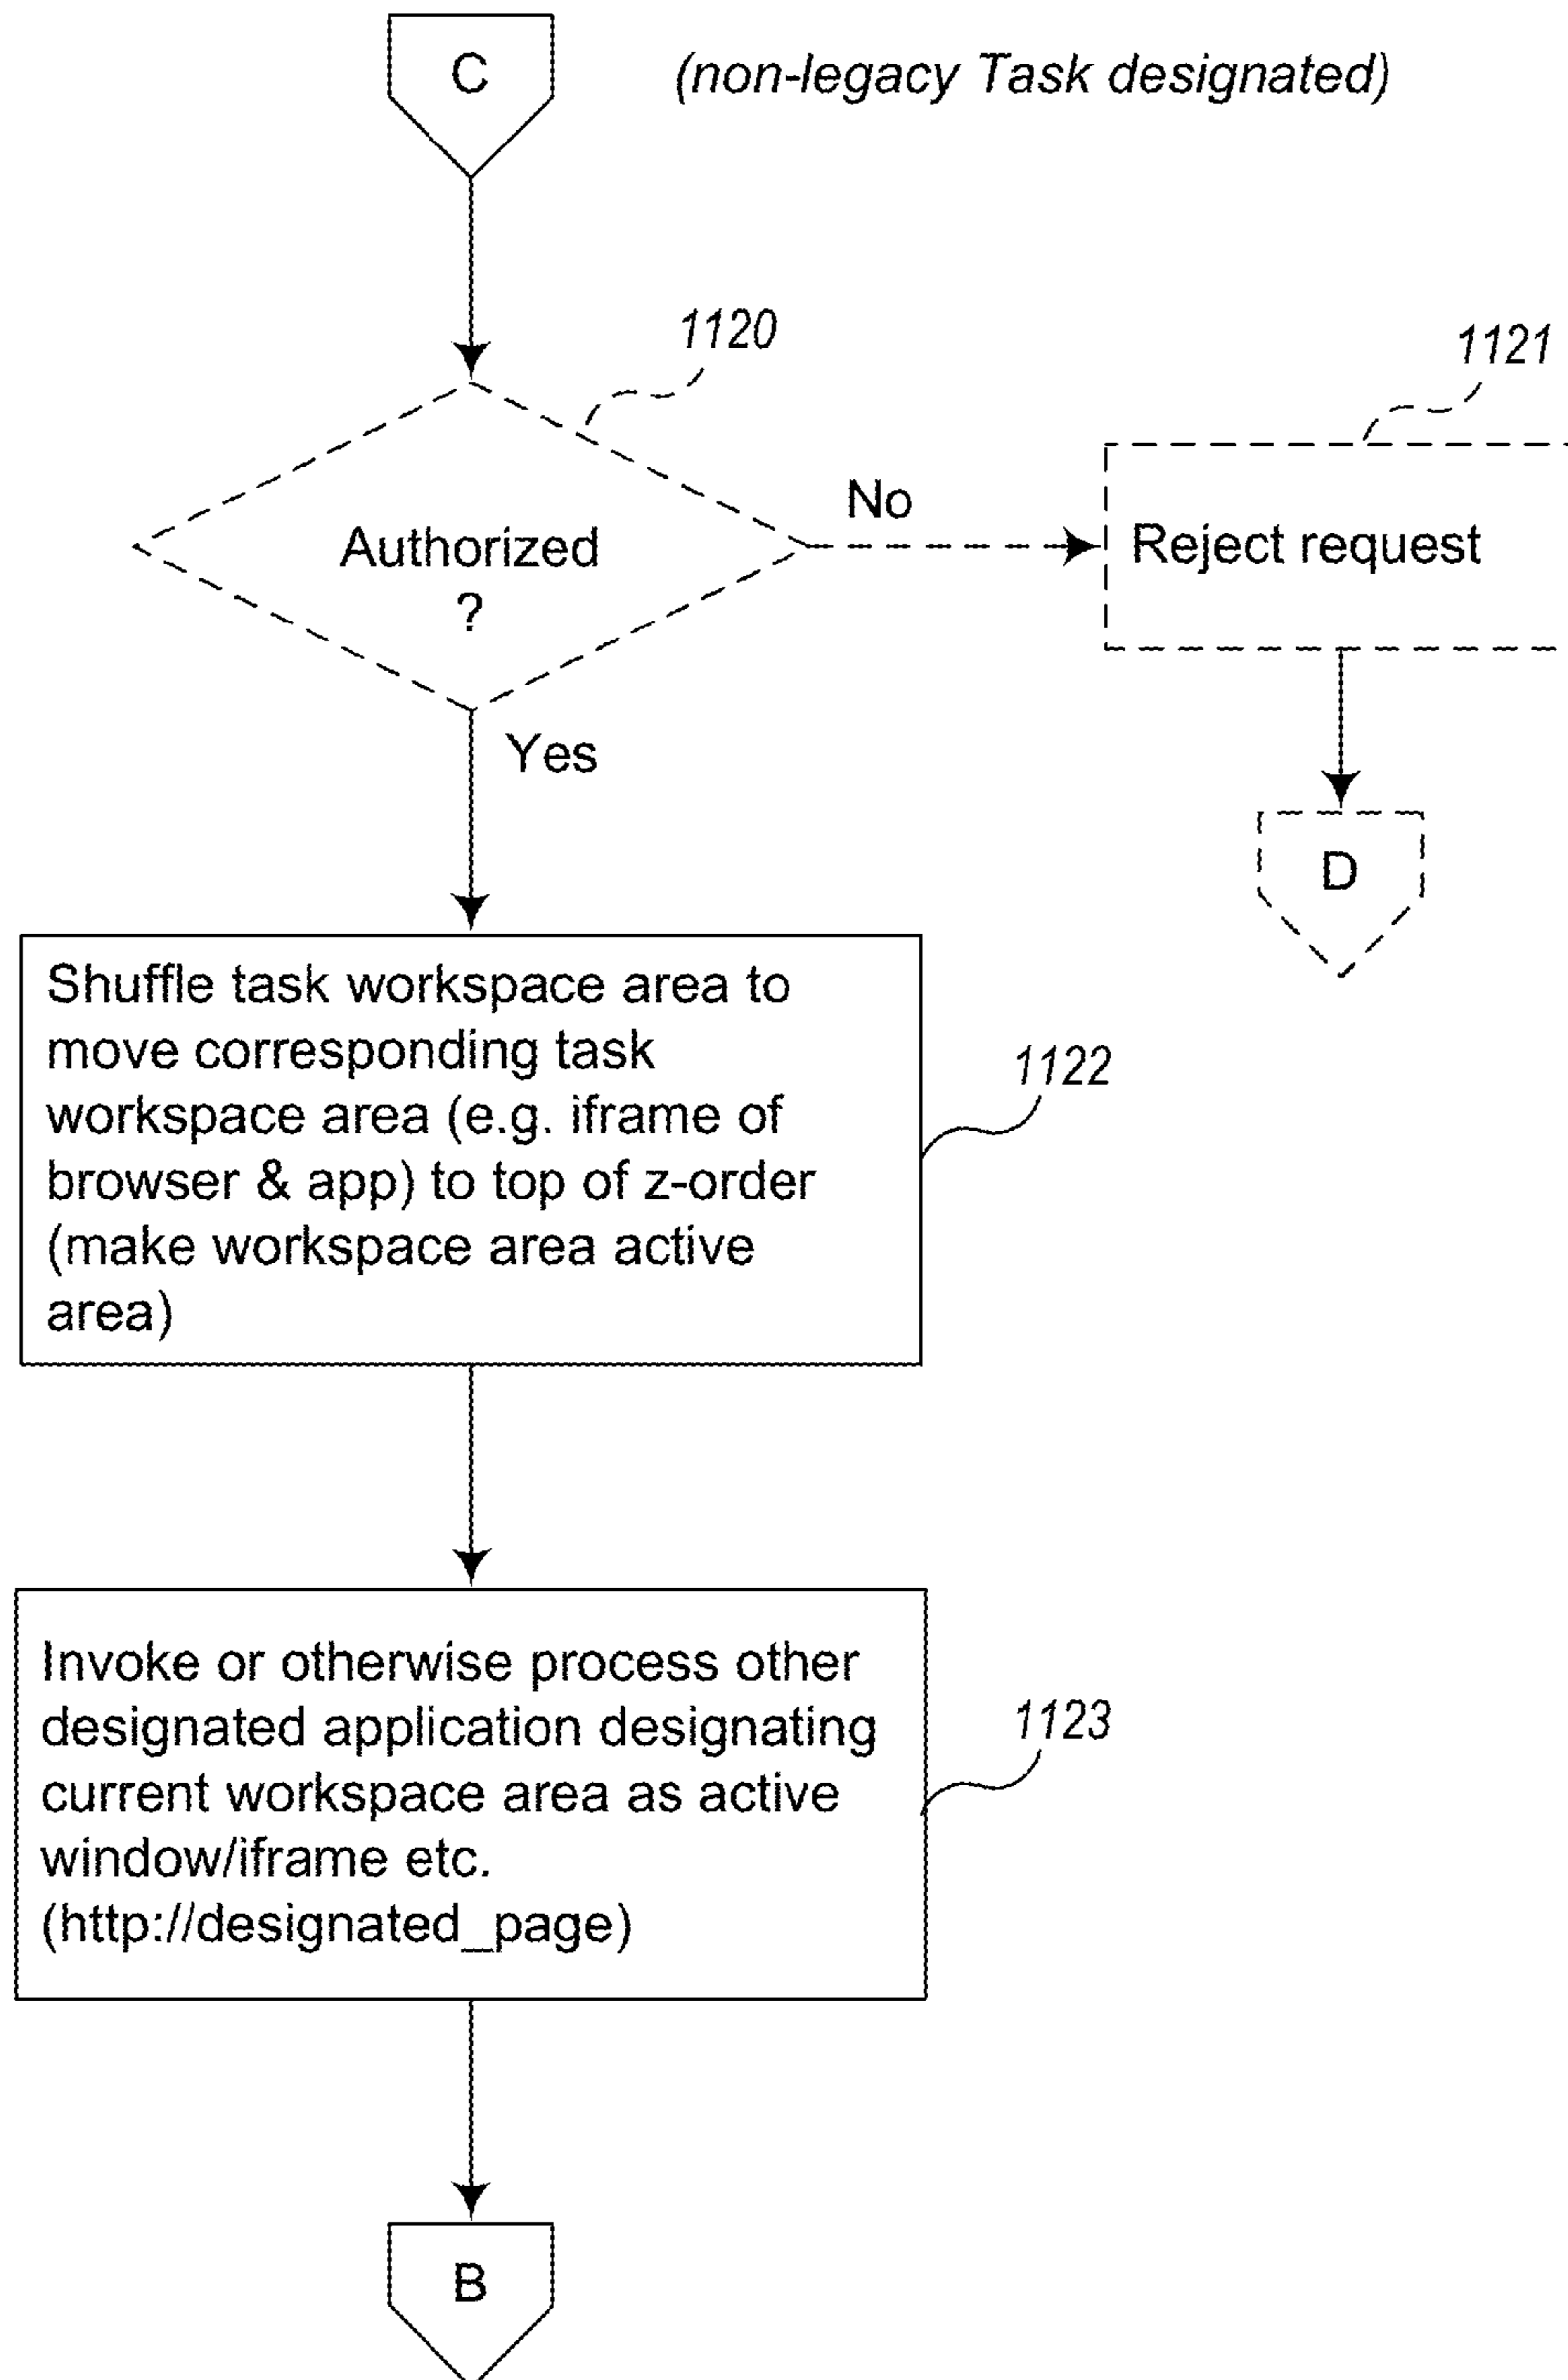 C
(non-legacy Task designated)
1120
1121
No
Authorized
?
Reject request
Yes
D
Shuffle task workspace area to
move corresponding task
workspace area (e.g. iframe of
browser & app) to top of z-order
(make workspace area active
area)
1122
Invoke or otherwise process other
designated application designating
current workspace area as active
window/iframe etc.
(http://designated_page)
1123
B